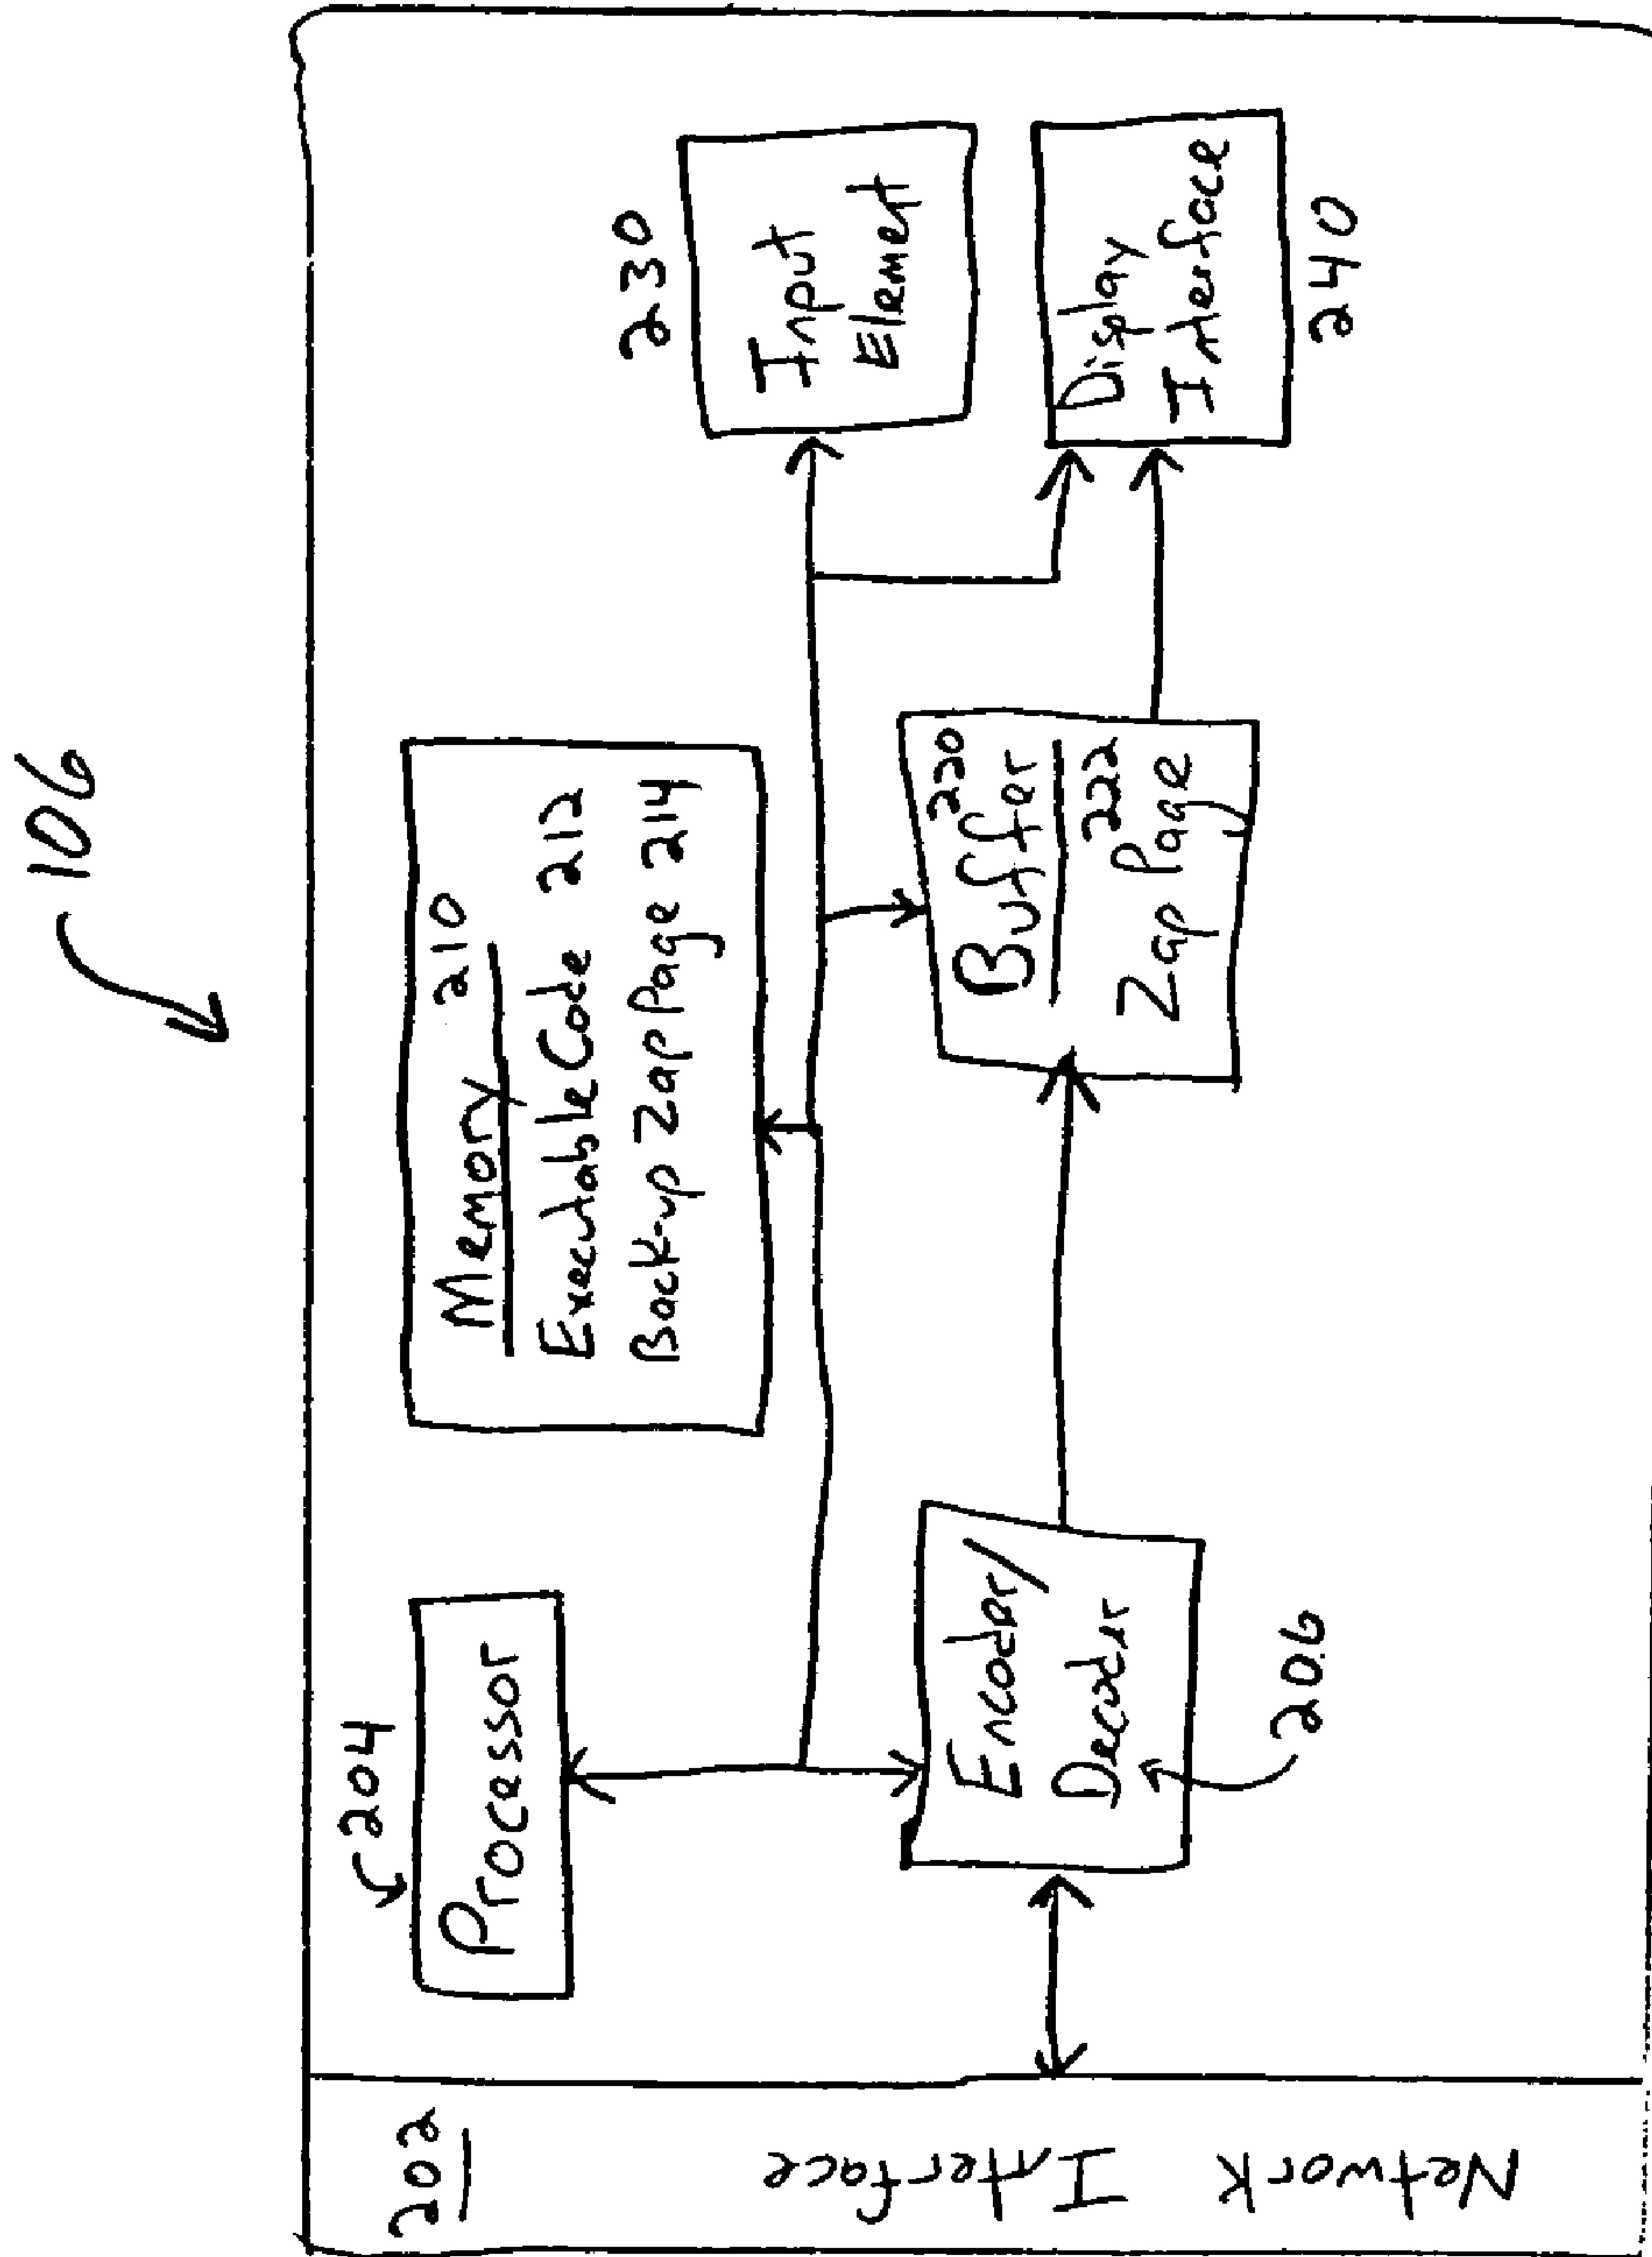 106
202
Network Interface
204
Processor
Memory 210
Executable Code 212
Back-up Zap Page 214
230
Input
Element
Encoder/
Decoder
206
Buffer 220
222
Zap Page
Display
Interface
240